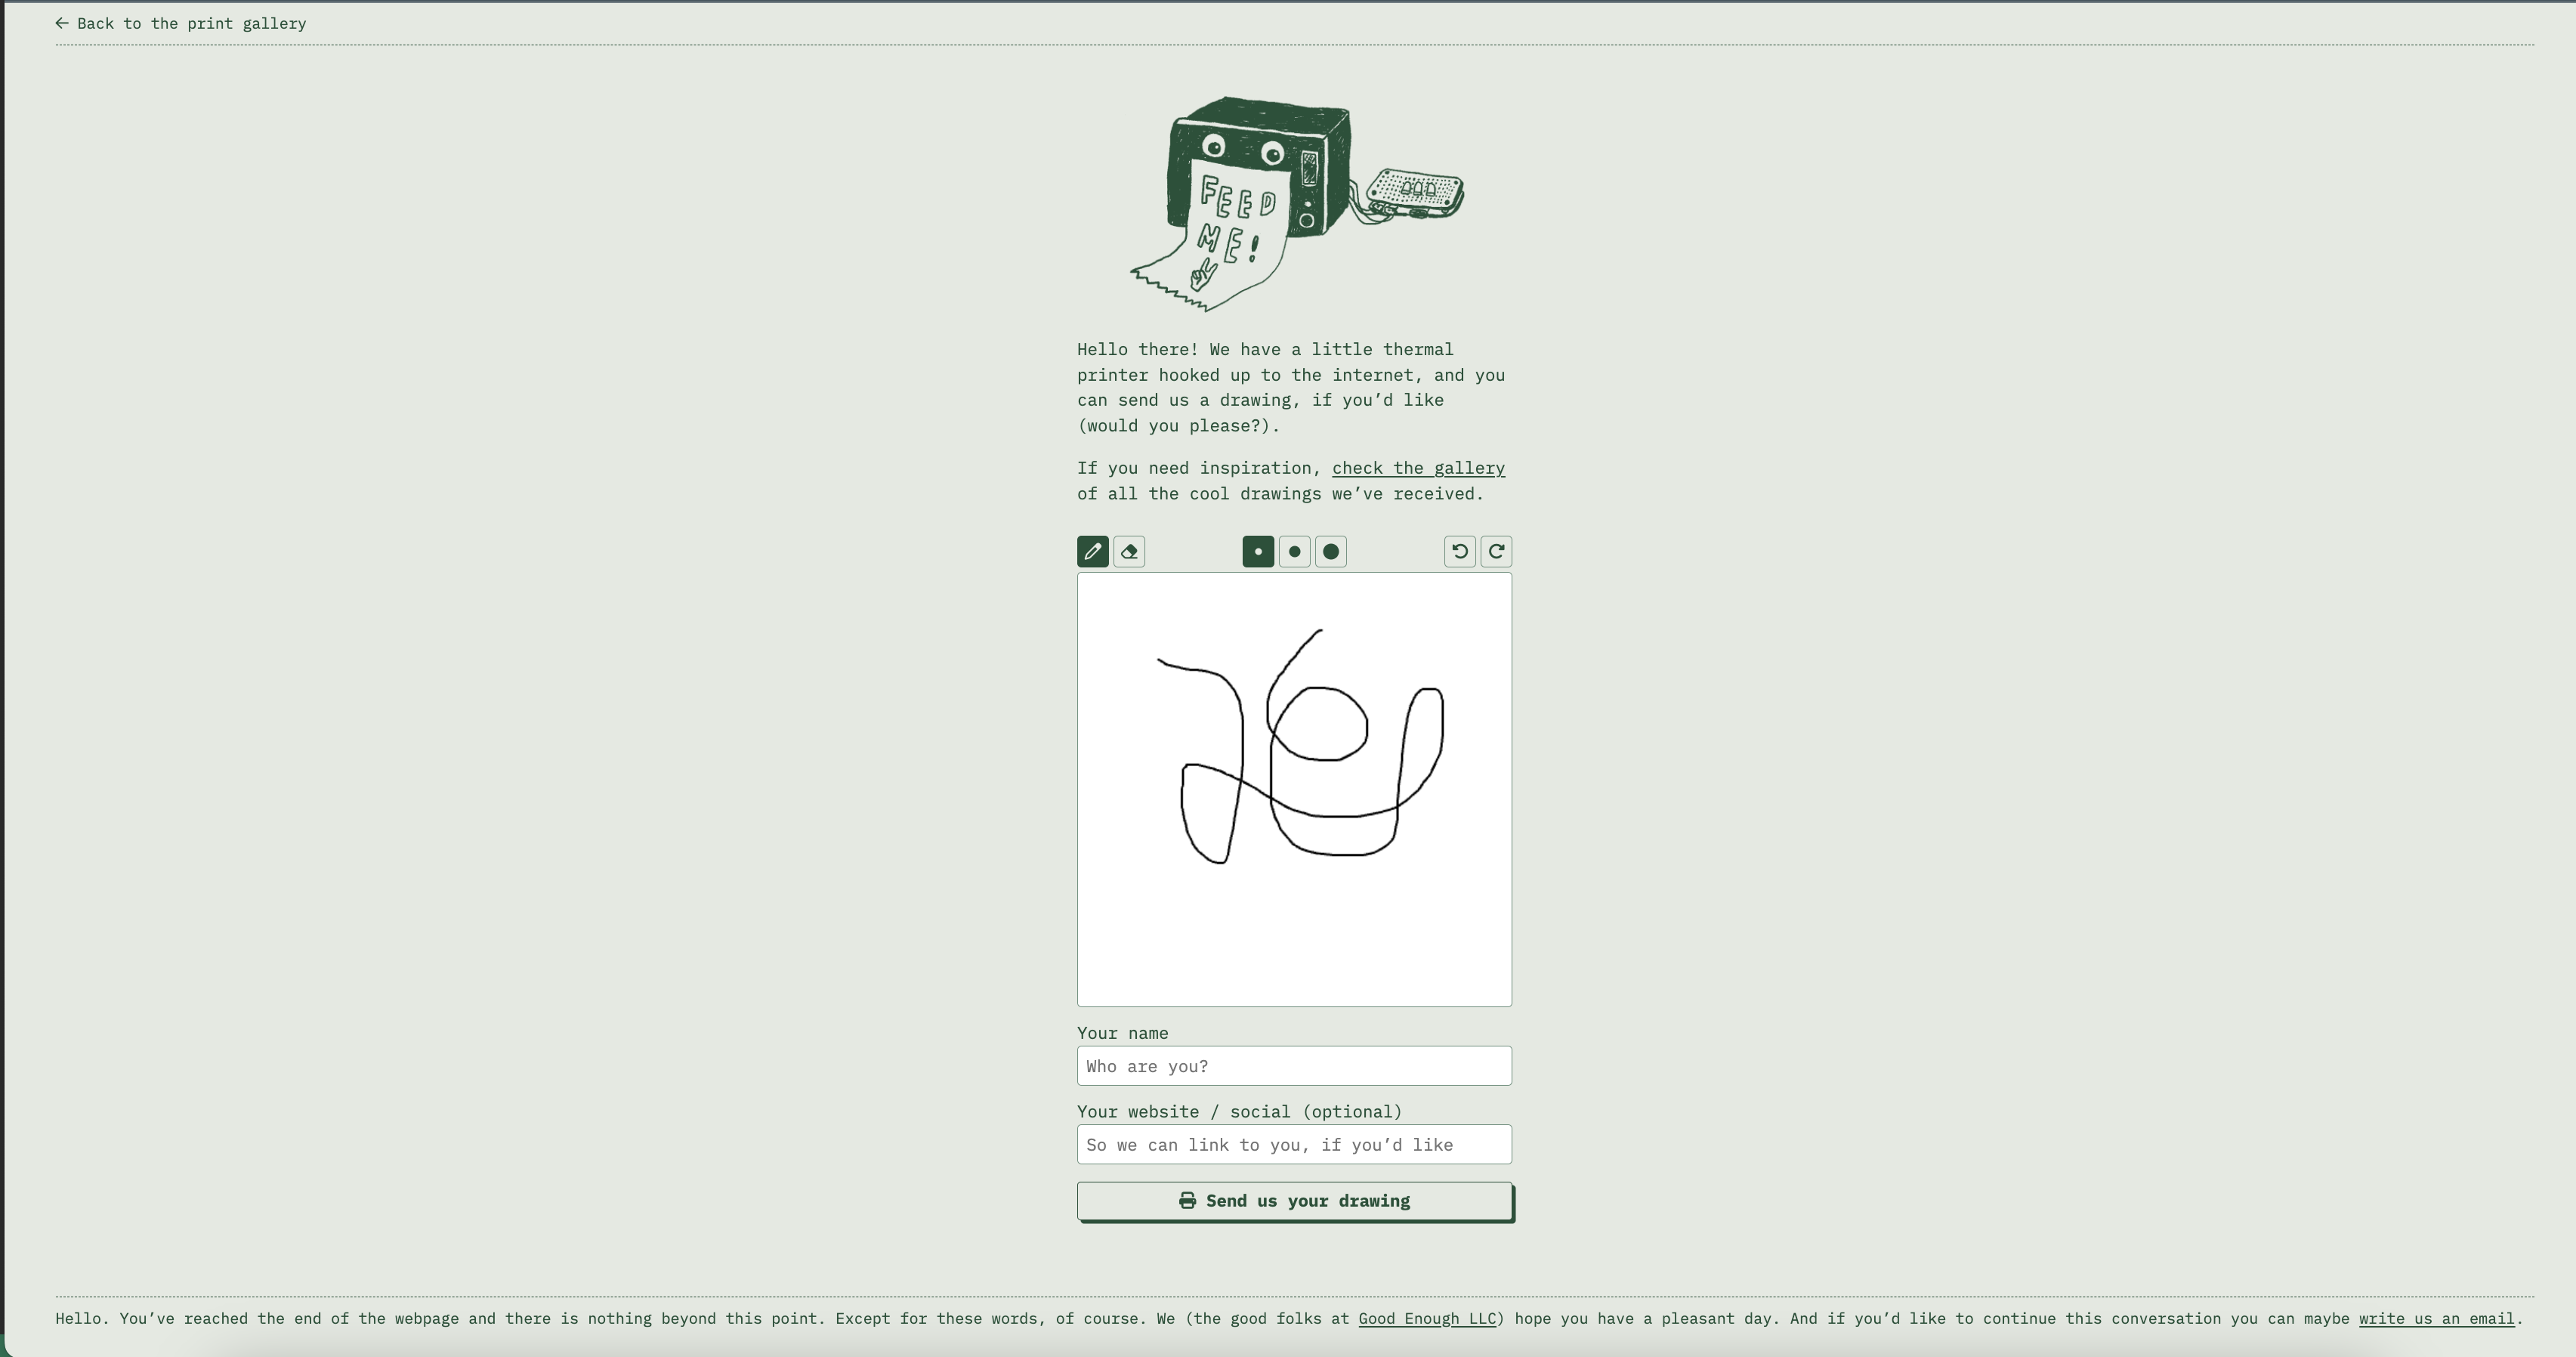 ← Back to the print gallery
FEED
ME!
Hello there! We have a little thermal
printer hooked up to the internet, and you
can send us a drawing, if you’d like
(would you please?).
If you need inspiration, check the gallery
of all the cool drawings we’ve received.
Your name
Who are you?
Your website / social (optional)
So we can link to you, if you’d like
Send us your drawing
Hello. You’ve reached the end of the webpage and there is nothing beyond this point. Except for these words, of course. We (the good folks at Good Enough LLC) hope you have a pleasant day. And if you’d like to continue this conversation you can maybe write us an email.